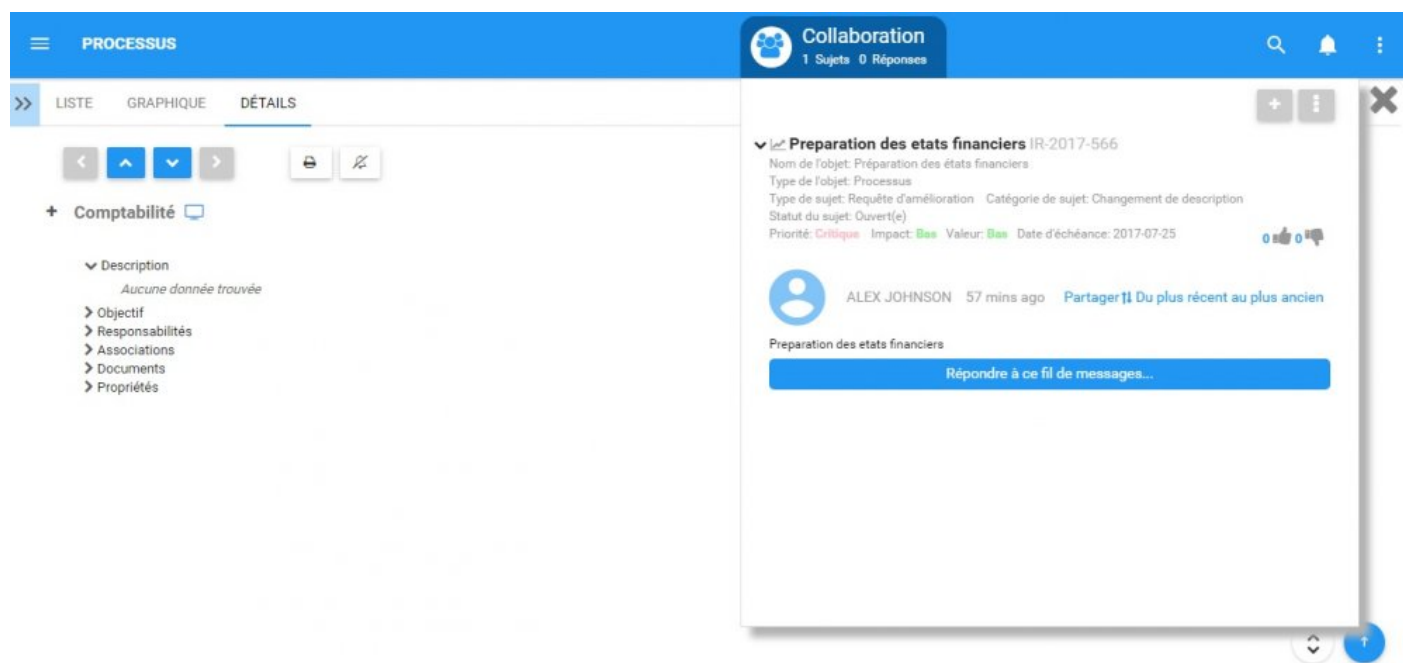 PROCESSUS
Collaboration
1 Sujets 0 Réponses
LISTE GRAPHIQUE DÉTAILS
Preparation des etats financiers IR-2017-566
Nom de l'objet: Préparation des états financiers
Type de l'objet: Processus
Type de sujet: Requête d'amélioration Catégorie de sujet: Changement de description
Statut du sujet: Ouvert(e)
Priorité: Critique Impact: Bas Valeur: Bas Date d'échéance: 2017-07-25
0 0
+ Comptabilité
Description
Aucune donnée trouvée
Objectif
Responsabilités
Associations
Documents
Propriétés
ALEX JOHNSON 57 mins ago Partager Du plus récent au plus ancien
Preparation des etats financiers
Répondre à ce fil de messages...